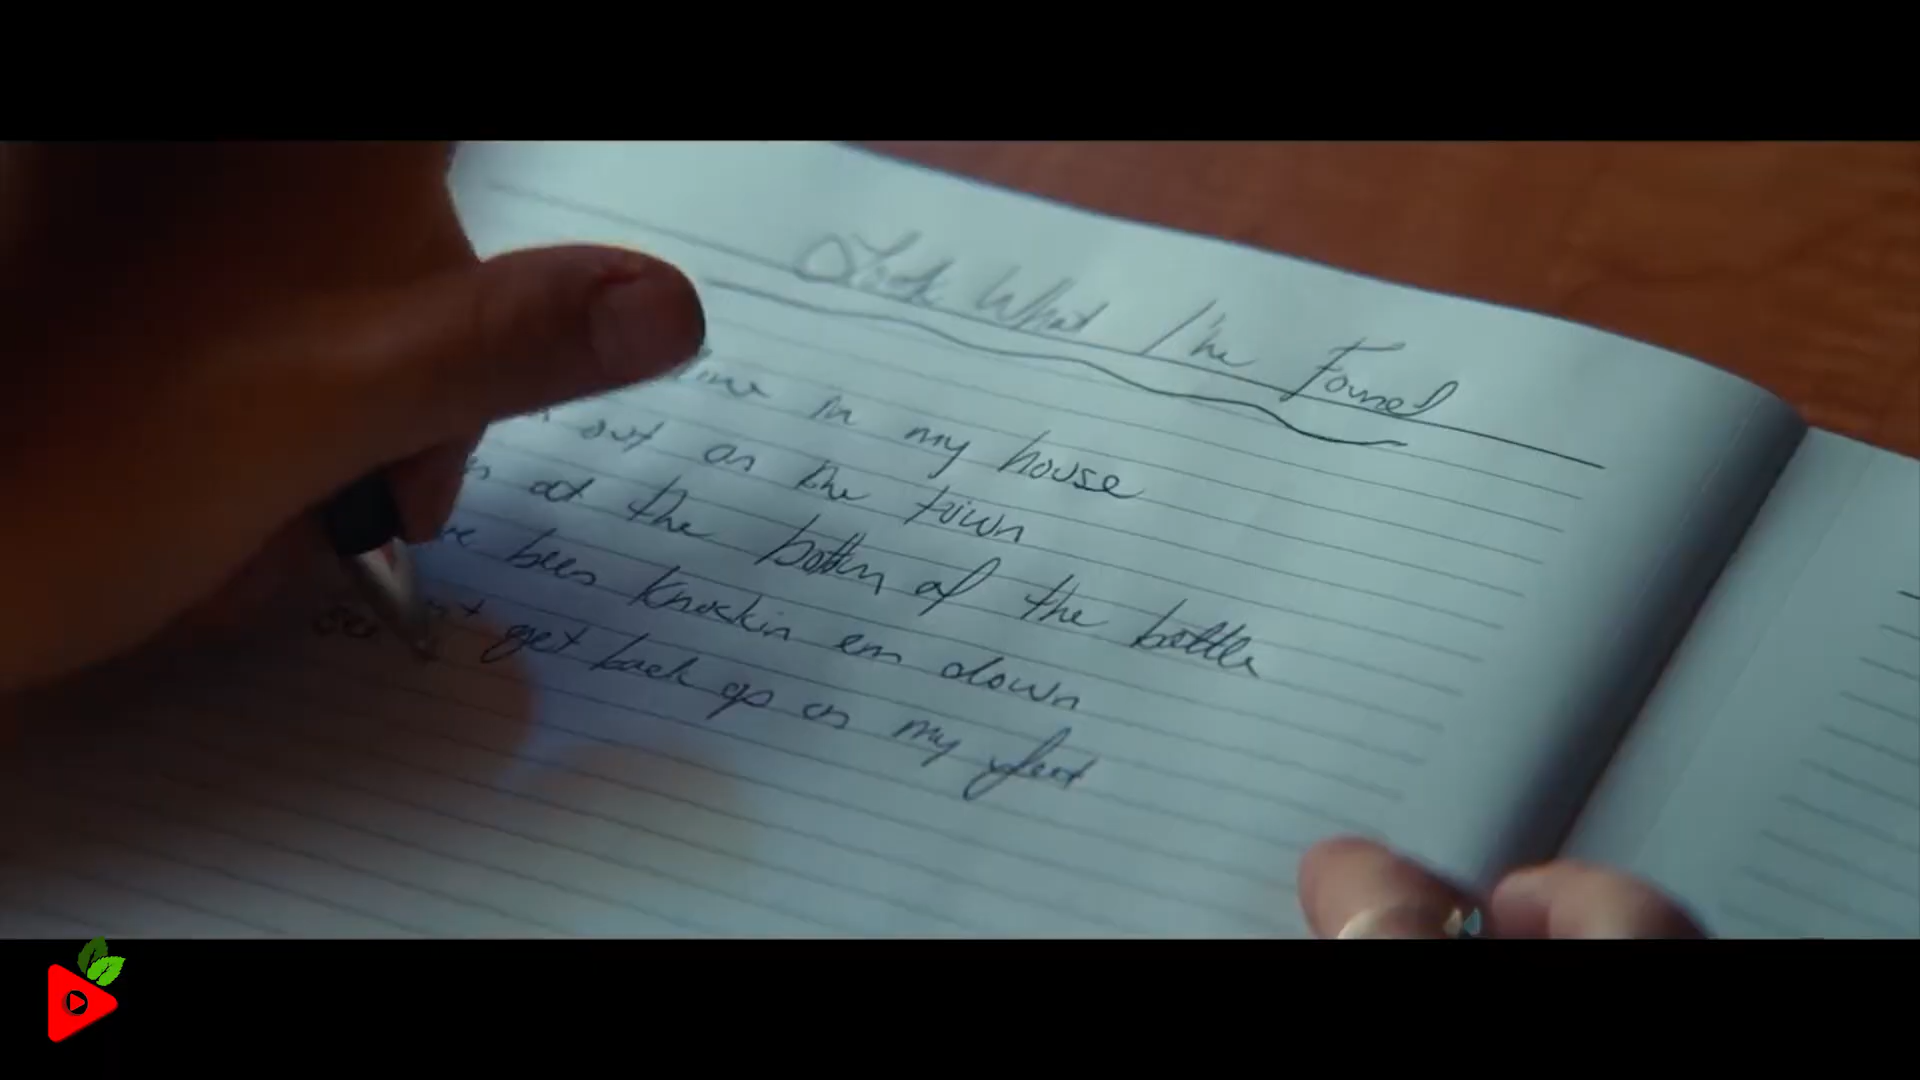 Look What I've Found
in my house
out on the town
at the bottom of the bottle
been knockin em down
get back up on my feet